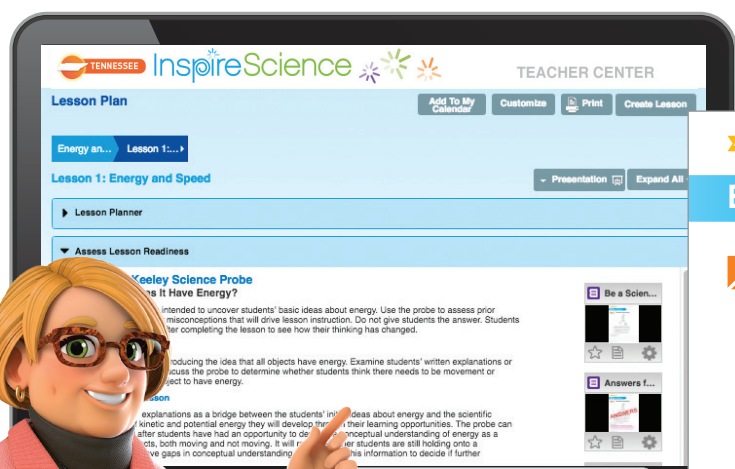 TENNESSEE InspireScience
TEACHER CENTER
Lesson Plan
Add To My Calendar
Customize
Print
Create Lesson
Energy an...
Lesson 1:...
Lesson 1: Energy and Speed
Presentation
Expand All
Lesson Planner
Assess Lesson Readiness
Keeley Science Probe
It Have Energy?
intended to uncover students' basic ideas about energy. Use the probe to assess prior
misconceptions that will drive lesson instruction. Do not give students the answer. Students
after completing the lesson to see how their thinking has changed.
Be a Scien...
roducing the idea that all objects have energy. Examine students' written explanations or
cuss the probe to determine whether students think there needs to be movement or
ject to have energy.
Answers f...
ANSWERS
explanations as a bridge between the students' ideas about energy and the scientific
kinetic and potential energy they will develop their learning opportunities. The probe can
after students have had an opportunity to conceptual understanding of energy as a
cts, both moving and not moving. It will students are still holding onto a
ve gaps in conceptual understanding. this information to decide if further